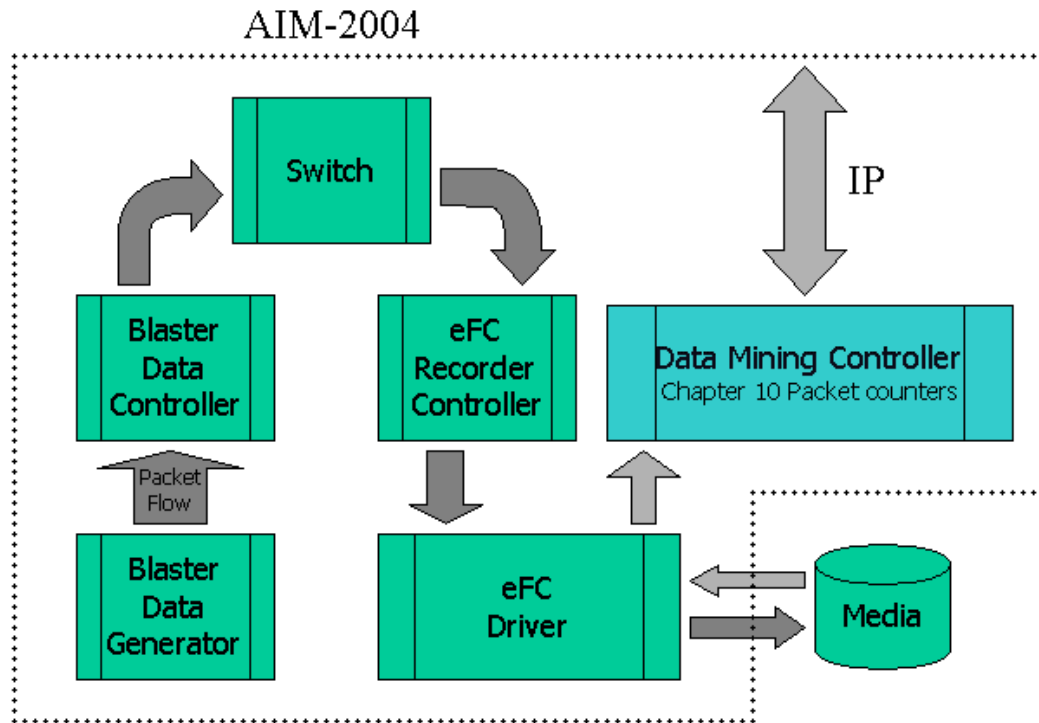 AIM-2004
Switch
IP
Blaster
Data
Controller
eFC
Recorder
Controller
Data Mining Controller
Chapter 10 Packet counters
Packet
Flow
Blaster
Data
Generator
eFC
Driver
Media